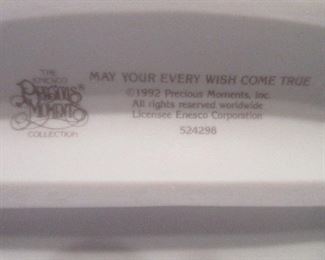 THE
ENESCO
PRECIOUS
MOMENTS®
COLLECTION
MAY YOUR EVERY WISH COME TRUE
©1992 Precious Moments, Inc.
All rights reserved worldwide
Licensee Enesco Corporation
524298